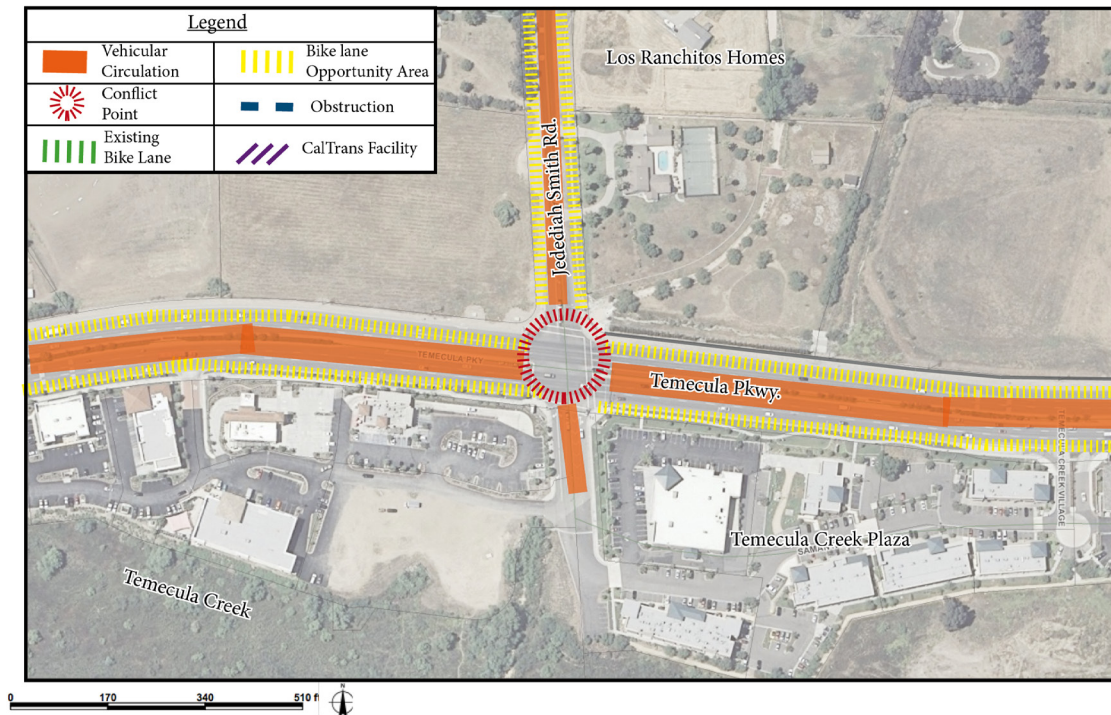 Legend
Vehicular
Circulation
Bike lane
Opportunity Area
Conflict
Point
Obstruction
Existing
Bike Lane
CalTrans Facility
Los Ranchitos Homes
Jedediah Smith Rd.
TEMECULA PKY
Temecula Pkwy.
TEMECULA CREEK VILLAGE
Temecula Creek Plaza
SAMAN
Temecula Creek
0 170 340 510 ft
N